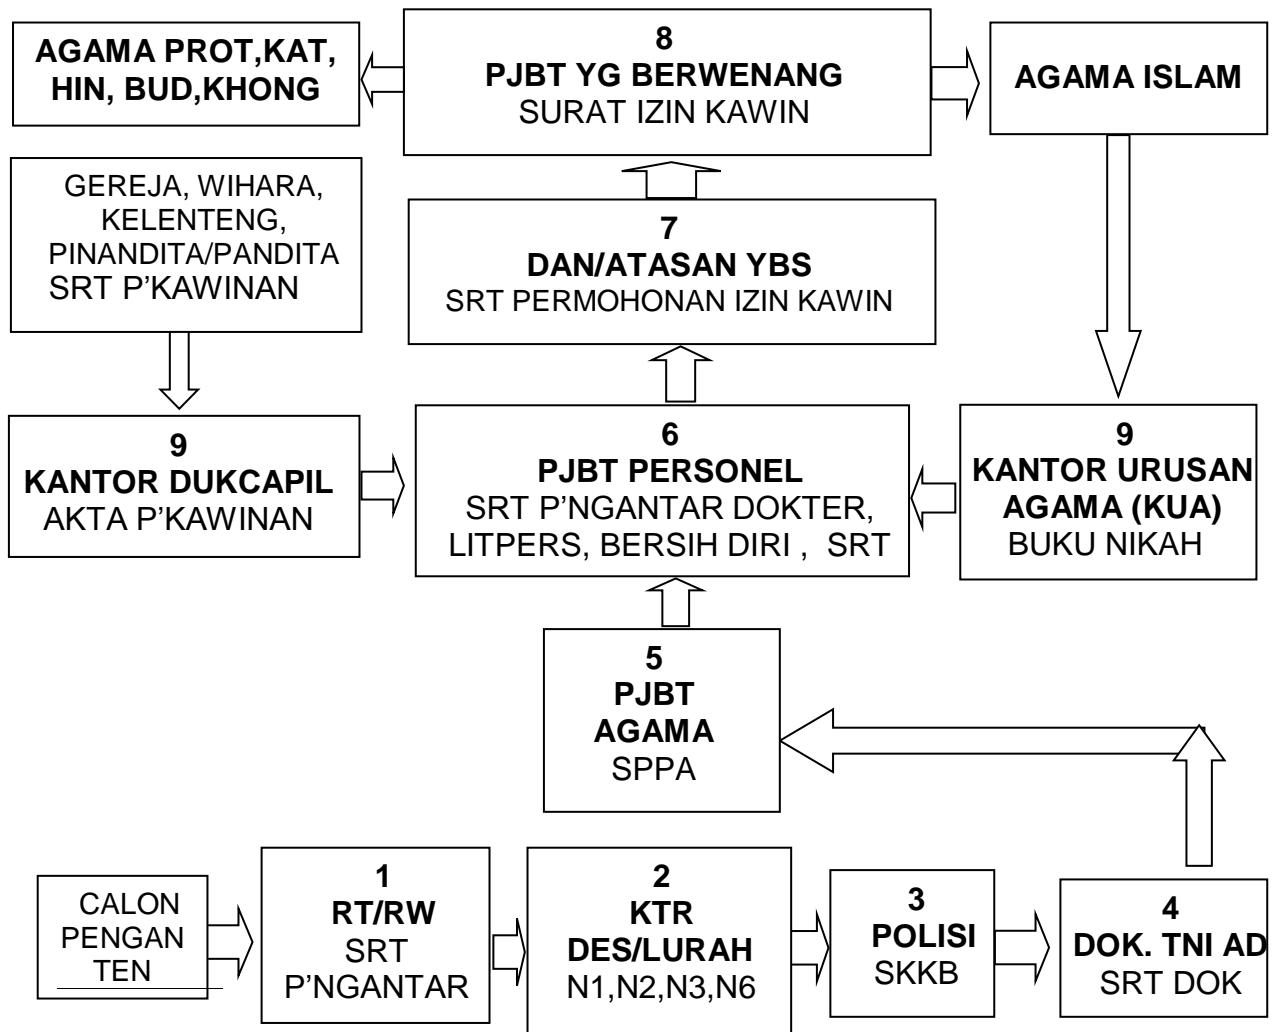 AGAMA PROT,KAT,
HIN, BUD,KHONG
8
PJBT YG BERWENANG
SURAT IZIN KAWIN
AGAMA ISLAM
GEREJA, WIHARA,
KELENTENG,
PINANDITA/PANDITA
SRT P’KAWINAN
7
DAN/ATASAN YBS
SRT PERMOHONAN IZIN KAWIN
9
KANTOR DUKCAPIL
AKTA P’KAWINAN
6
PJBT PERSONEL
SRT P’NGANTAR DOKTER,
LITPERS, BERSIH DIRI , SRT
9
KANTOR URUSAN
AGAMA (KUA)
BUKU NIKAH
5
PJBT
AGAMA
SPPA
CALON
PENGAN
TEN
1
RT/RW
SRT
P’NGANTAR
2
KTR
DES/LURAH
N1,N2,N3,N6
3
POLISI
SKKB
4
DOK. TNI AD
SRT DOK